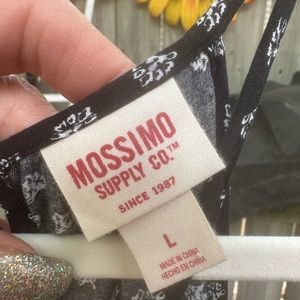 MOSSIMO
SUPPLY CO.™
SINCE 1987
L
MADE IN CHINA
HECHO EN CHINA